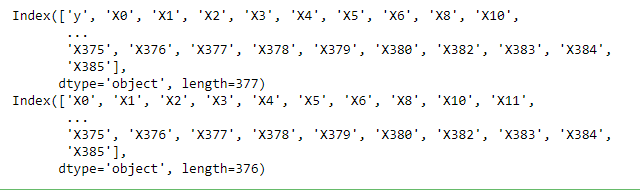 Index(['y', 'X0', 'X1', 'X2', 'X3', 'X4', 'X5', 'X6', 'X8', 'X10',
...
'X375', 'X376', 'X377', 'X378', 'X379', 'X380', 'X382', 'X383', 'X384',
'X385'],
dtype='object', length=377)
Index(['X0', 'X1', 'X2', 'X3', 'X4', 'X5', 'X6', 'X8', 'X10', 'X11',
...
'X375', 'X376', 'X377', 'X378', 'X379', 'X380', 'X382', 'X383', 'X384',
'X385'],
dtype='object', length=376)